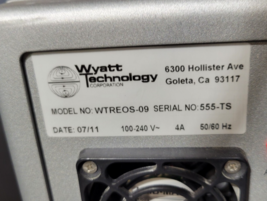 Wyatt
Technology
CORPORATION
6300 Hollister Ave
Goleta, Ca 93117
MODEL NO: WTREOS-09 SERIAL NO: 555-TS
DATE: 07/11 100-240 V~ 4A 50/60 Hz